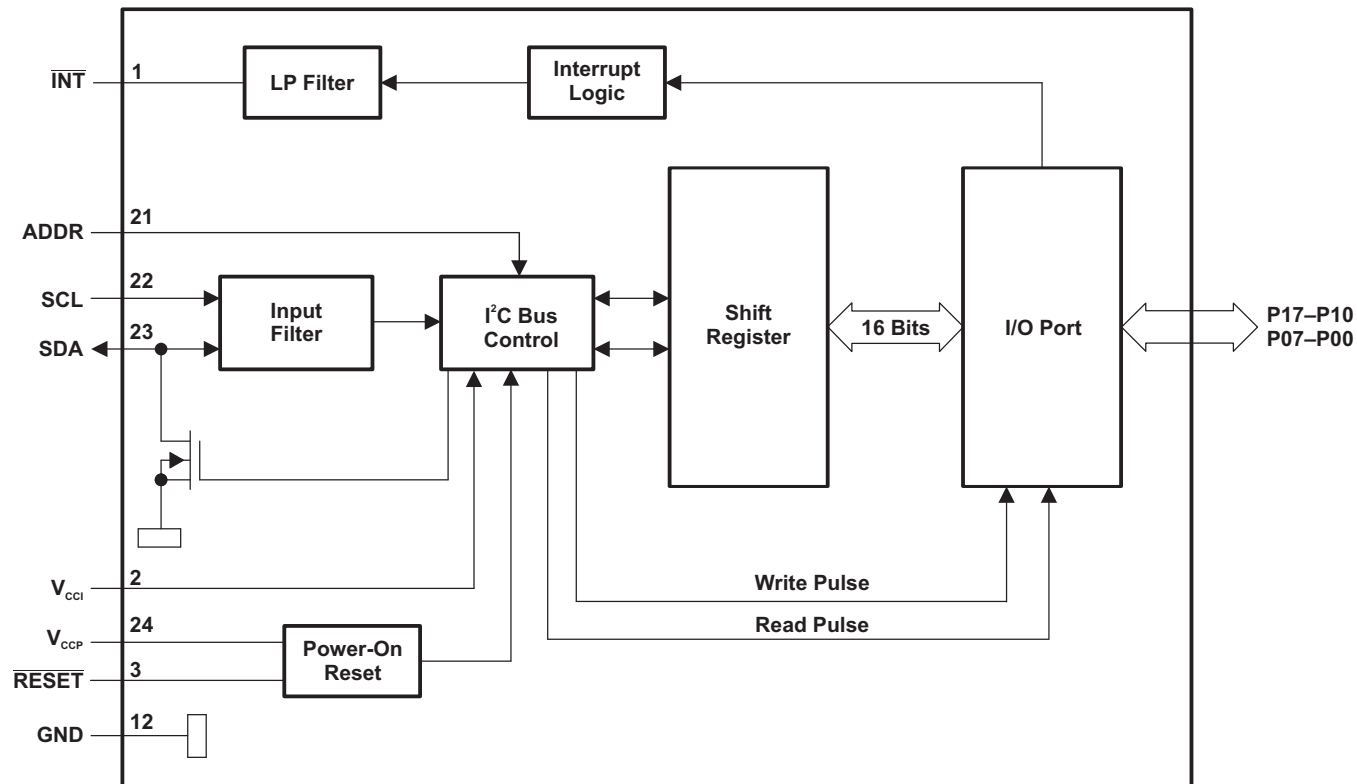 INT
1
LP Filter
Interrupt
Logic
ADDR
21
SCL
22
SDA
23
Input
Filter
I²C Bus
Control
Shift
Register
16 Bits
I/O Port
P17–P10
P07–P00
VCCI
2
Write Pulse
VCCP
24
Read Pulse
RESET
3
Power-On
Reset
GND
12